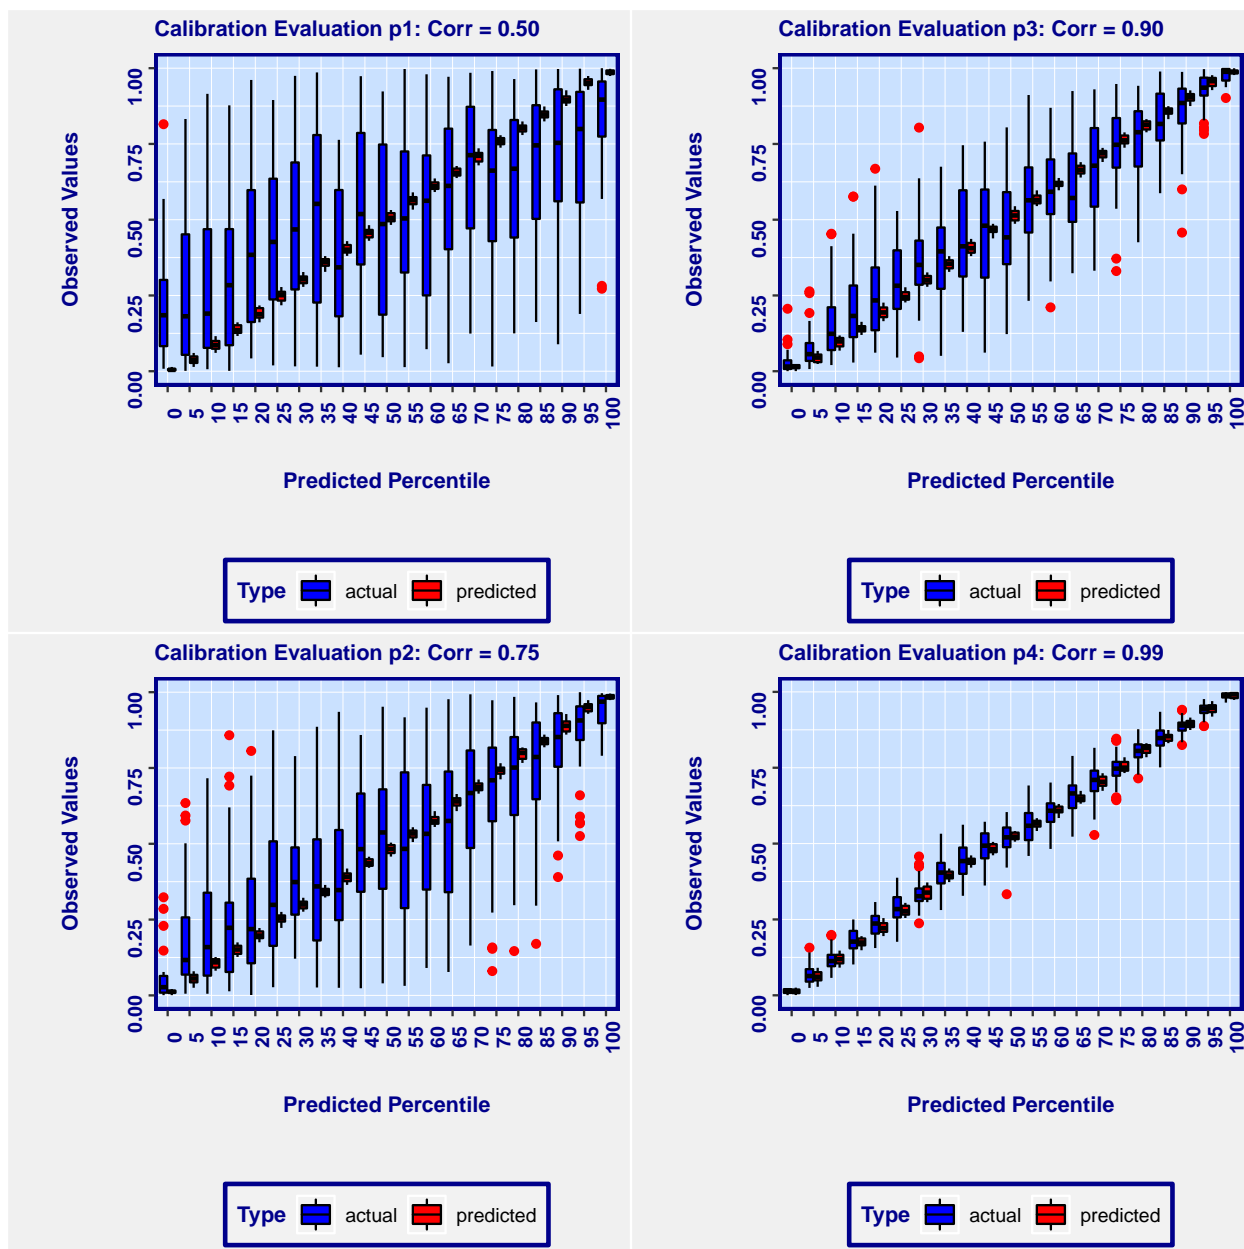 Calibration Evaluation p1: Corr = 0.50
Observed Values
0.00 0.25 0.50 0.75 1.00
0 5 10 15 20 25 30 35 40 45 50 55 60 65 70 75 80 85 90 95 100
Predicted Percentile
Type actual predicted
Calibration Evaluation p3: Corr = 0.90
Observed Values
0.00 0.25 0.50 0.75 1.00
0 5 10 15 20 25 30 35 40 45 50 55 60 65 70 75 80 85 90 95 100
Predicted Percentile
Type actual predicted
Calibration Evaluation p2: Corr = 0.75
Observed Values
0.00 0.25 0.50 0.75 1.00
0 5 10 15 20 25 30 35 40 45 50 55 60 65 70 75 80 85 90 95 100
Predicted Percentile
Type actual predicted
Calibration Evaluation p4: Corr = 0.99
Observed Values
0.00 0.25 0.50 0.75 1.00
0 5 10 15 20 25 30 35 40 45 50 55 60 65 70 75 80 85 90 95 100
Predicted Percentile
Type actual predicted